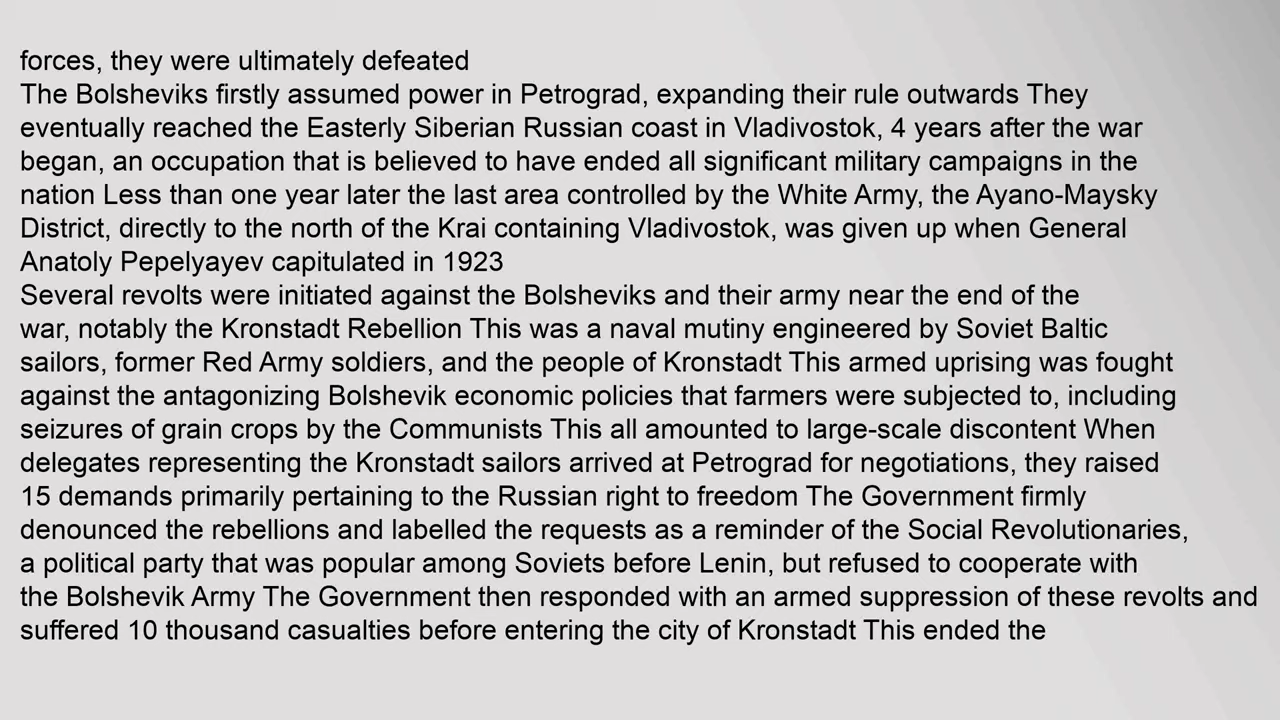 forces, they were ultimately defeated
The Bolsheviks firstly assumed power in Petrograd, expanding their rule outwards They
eventually reached the Easterly Siberian Russian coast in Vladivostok, 4 years after the war
began, an occupation that is believed to have ended all significant military campaigns in the
nation Less than one year later the last area controlled by the White Army, the Ayano-Maysky
District, directly to the north of the Krai containing Vladivostok, was given up when General
Anatoly Pepelyayev capitulated in 1923
Several revolts were initiated against the Bolsheviks and their army near the end of the
war, notably the Kronstadt Rebellion This was a naval mutiny engineered by Soviet Baltic
sailors, former Red Army soldiers, and the people of Kronstadt This armed uprising was fought
against the antagonizing Bolshevik economic policies that farmers were subjected to, including
seizures of grain crops by the Communists This all amounted to large-scale discontent When
delegates representing the Kronstadt sailors arrived at Petrograd for negotiations, they raised
15 demands primarily pertaining to the Russian right to freedom The Government firmly
denounced the rebellions and labelled the requests as a reminder of the Social Revolutionaries,
a political party that was popular among Soviets before Lenin, but refused to cooperate with
the Bolshevik Army The Government then responded with an armed suppression of these revolts and
suffered 10 thousand casualties before entering the city of Kronstadt This ended the